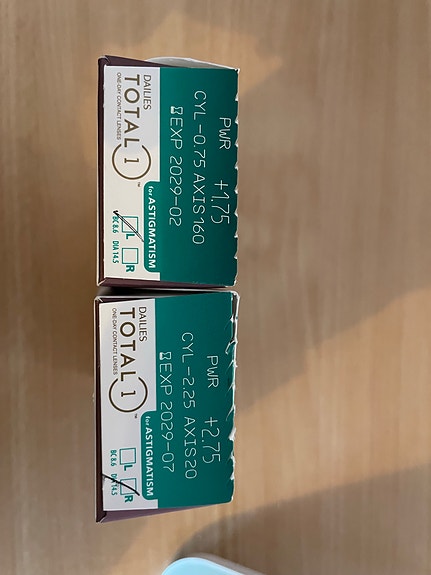 DAILIES
TOTAL 1™
ONE-DAY CONTACT LENSES
for ASTIGMATISM
L
R
BC 8.6 DIA 14.5
PWR +1.75
CYL-0.75 AXIS160
EXP 2029-02
DAILIES
TOTAL 1™
ONE-DAY CONTACT LENSES
for ASTIGMATISM
L
R
BC 8.6 DIA 14.5
PWR +2.75
CYL-2.25 AXIS20
EXP 2029-07